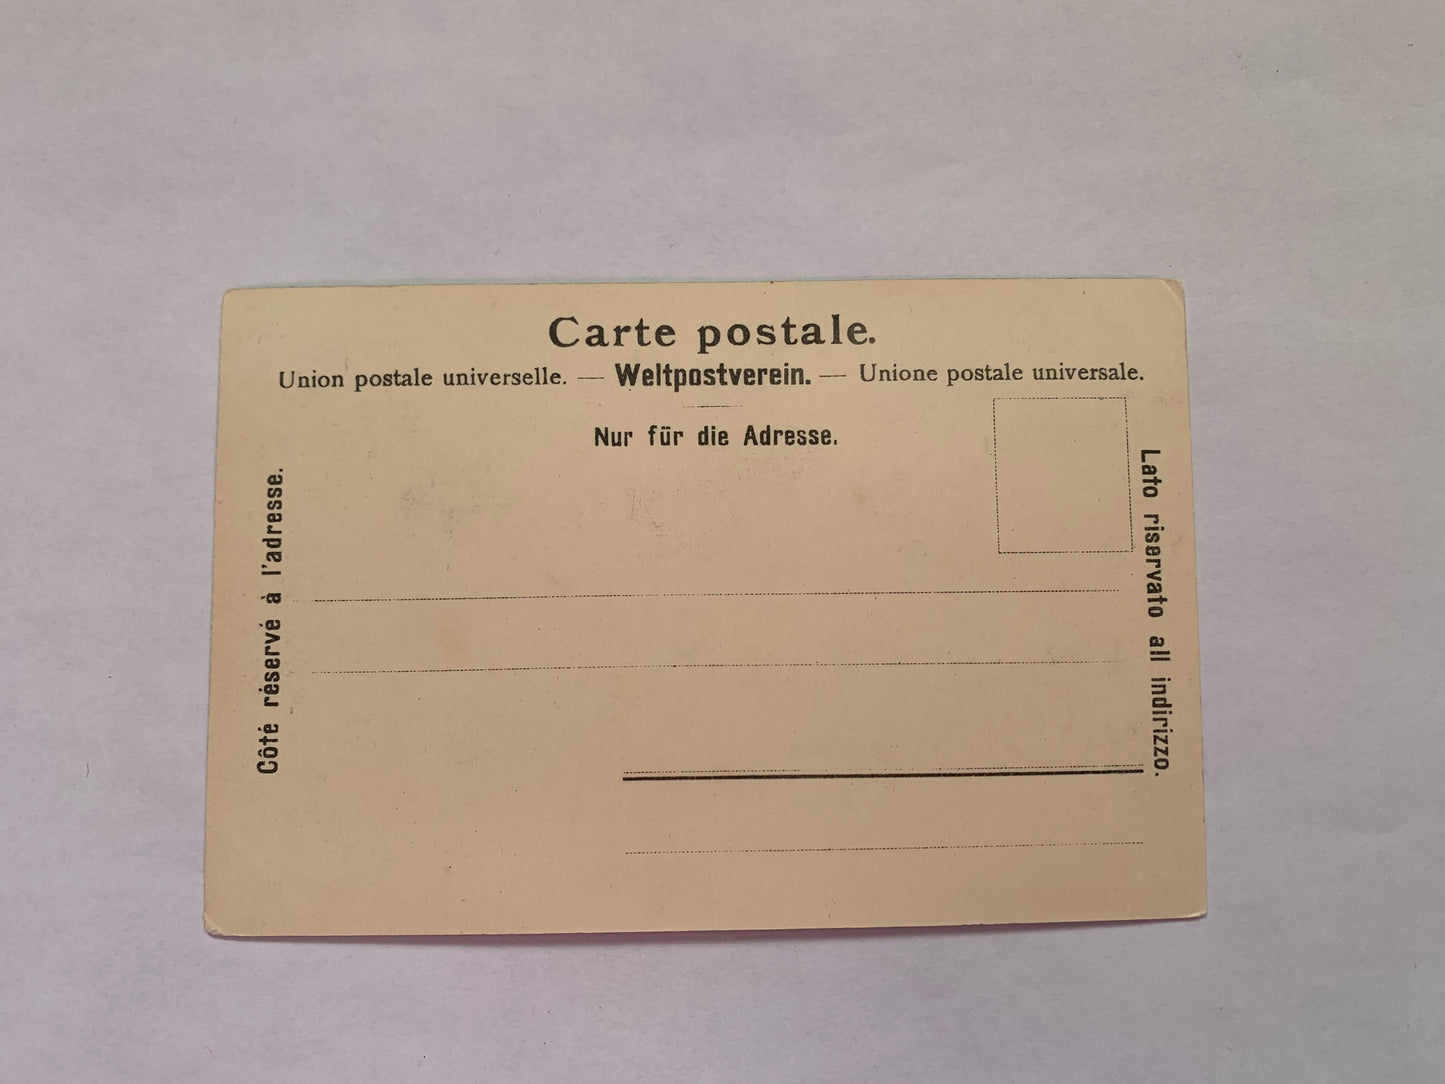 Carte postale.
Union postale universelle. — Weltpostverein. — Unione postale universale.
Nur für die Adresse.
Côté réservé à l'adresse.
Lato riservato all indirizzo.